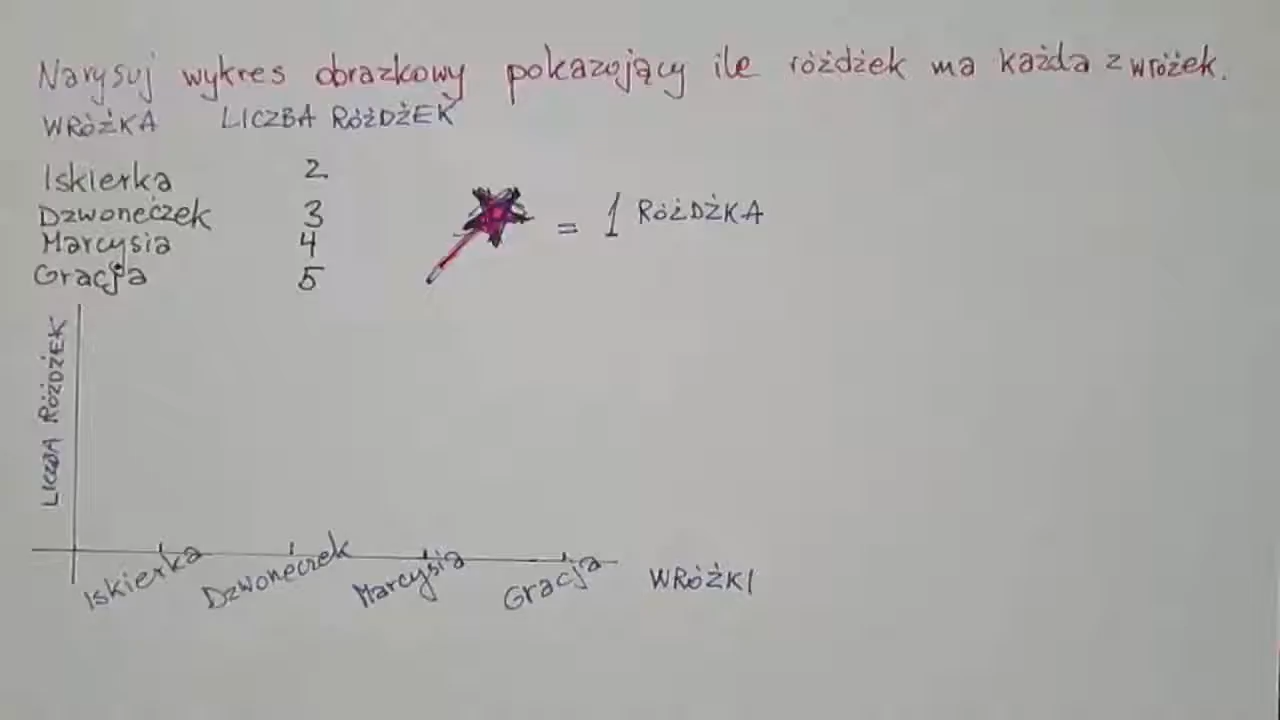 Narysuj wykres obrazkowy pokazujący ile różdżek ma każda z wróżek.
WRÓŻKA LICZBA RÓŻDŻEK
Iskierka 2
Dzwoneczek 3
Marcysia 4
Gracja 5
= 1 RÓŻDŻKA
LICZBA RÓŻDŻEK
Iskierka Dzwoneczek Marcysia Gracja WRÓŻKI